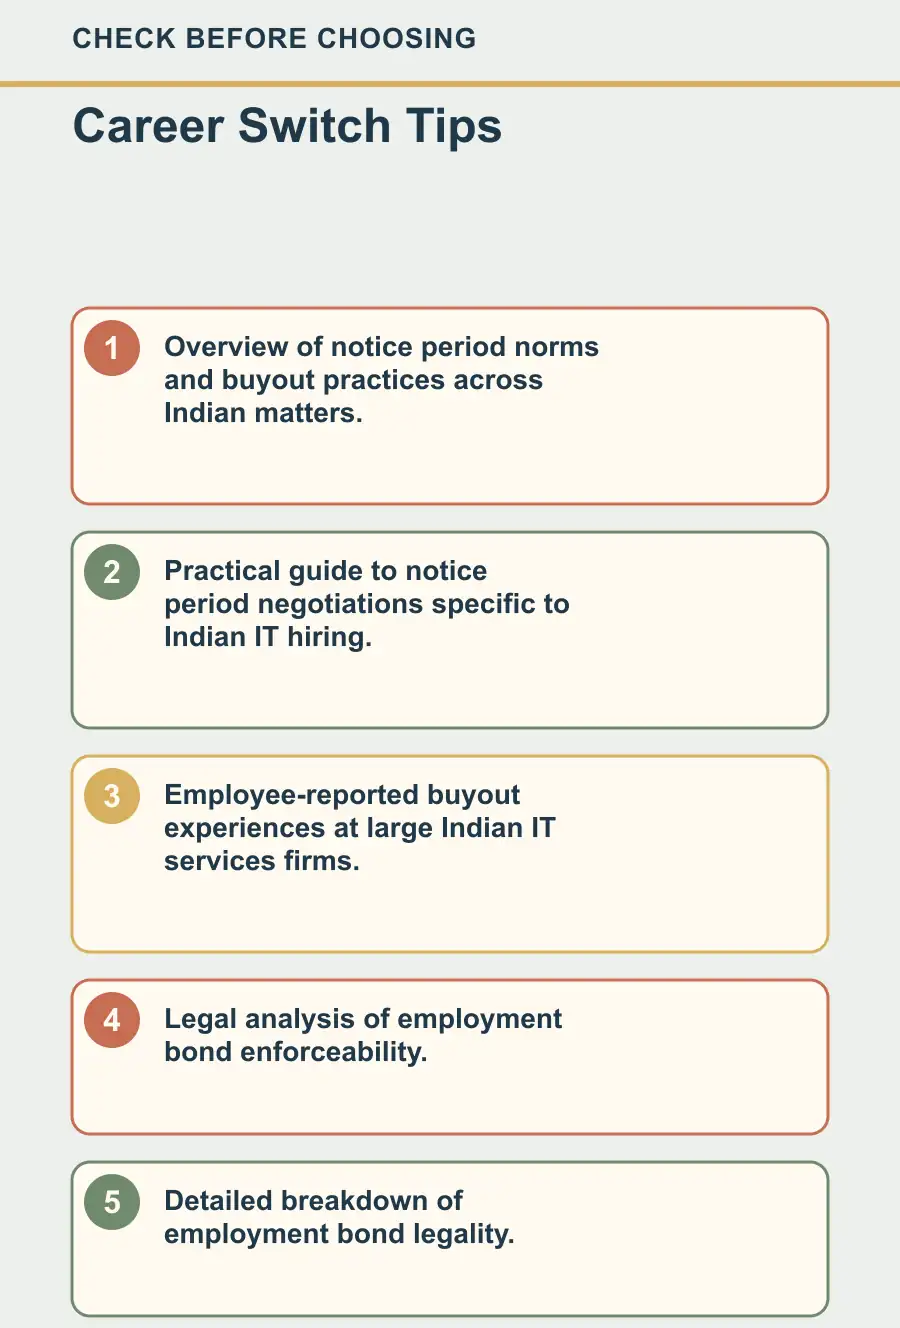 CHECK BEFORE CHOOSING
Career Switch Tips
1
Overview of notice period norms
and buyout practices across
Indian matters.
2
Practical guide to notice
period negotiations specific to
Indian IT hiring.
3
Employee-reported buyout
experiences at large Indian IT
services firms.
4
Legal analysis of employment
bond enforceability.
5
Detailed breakdown of
employment bond legality.